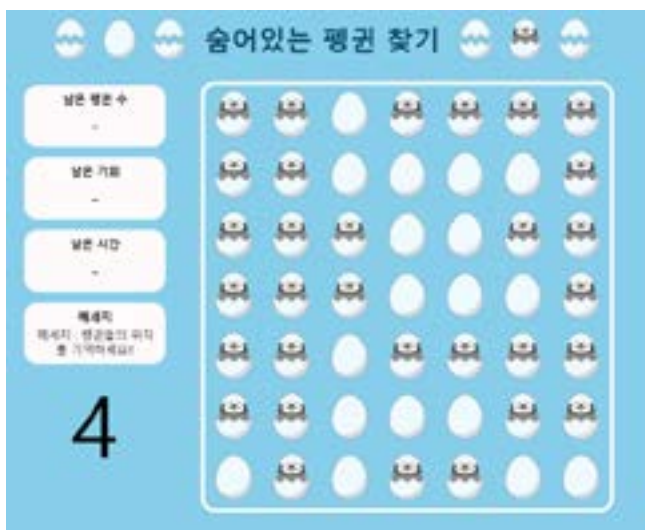 숨어있는 펭귄 찾기
남은 펭귄 수
-
남은 기회
-
남은 시간
-
메세지
메세지 : 펭귄들의 위치
를 기억하세요!
4